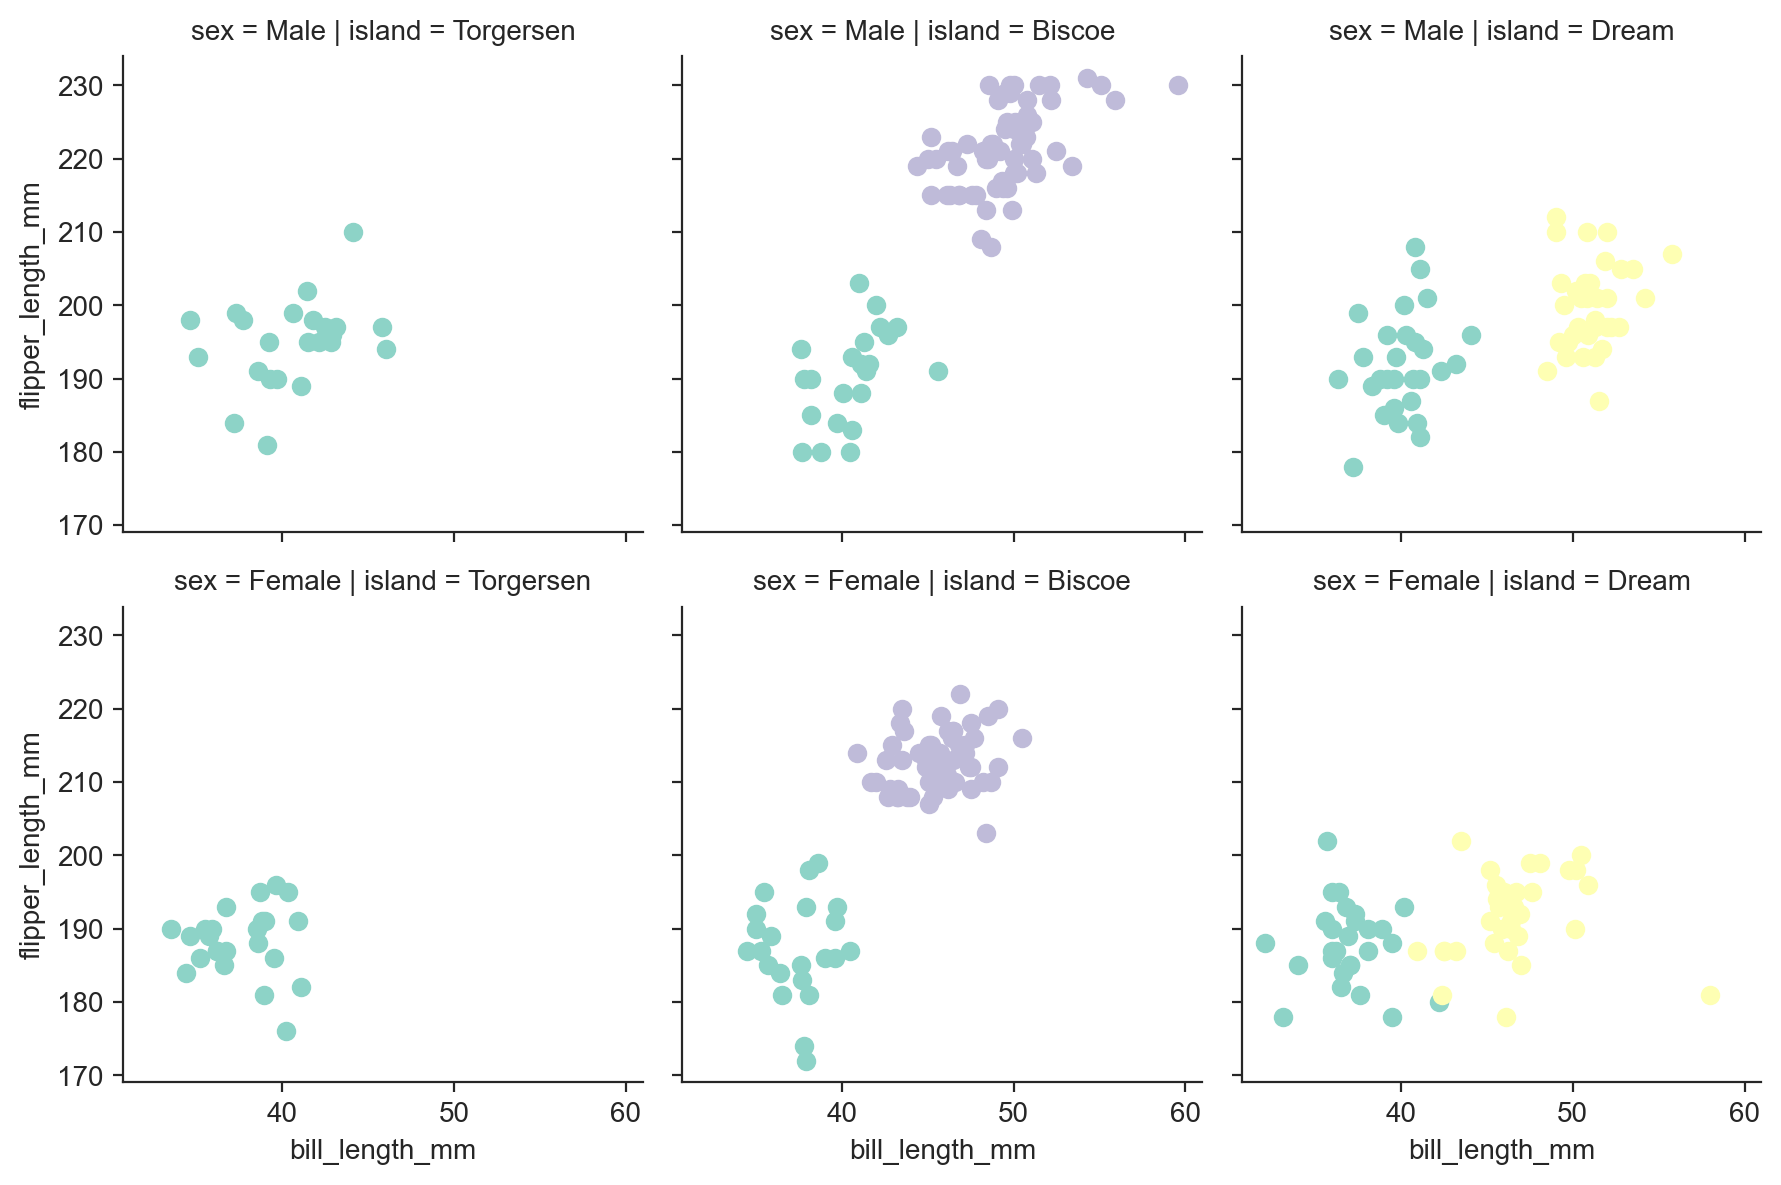 sex = Male | island = Torgersen
sex = Male | island = Biscoe
sex = Male | island = Dream
flipper_length_mm
230
220
210
200
190
180
170
sex = Female | island = Torgersen
sex = Female | island = Biscoe
sex = Female | island = Dream
flipper_length_mm
230
220
210
200
190
180
170
40 50 60
40 50 60
40 50 60
bill_length_mm
bill_length_mm
bill_length_mm